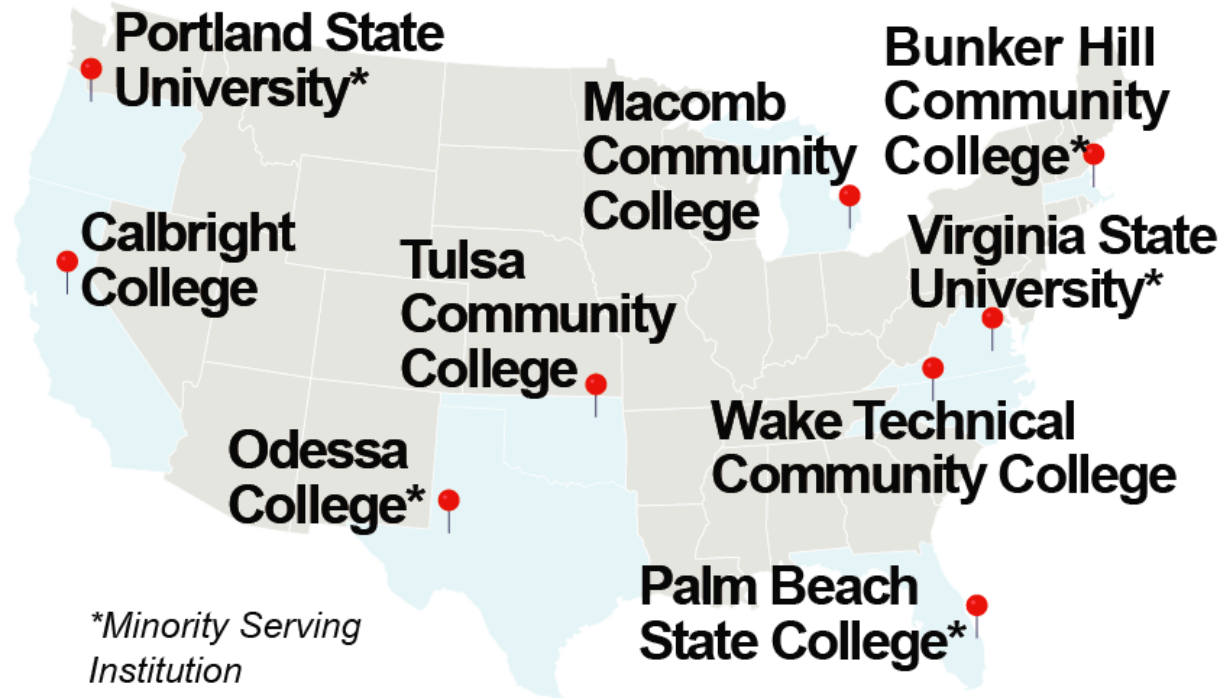 Portland State
University*
Bunker Hill
Community
College*
Macomb
Community
College
Calbright
College
Tulsa
Community
College
Virginia State
University*
Wake Technical
Community College
Odessa
College*
Palm Beach
State College*
*Minority Serving
Institution